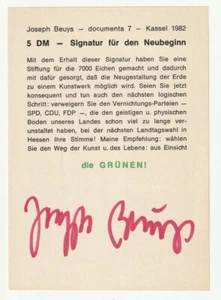 Joseph Beuys – documenta 7 – Kassel 1982
5 DM – Signatur für den Neubeginn
Mit dem Erhalt dieser Signatur haben Sie eine
Stiftung für die 7000 Eichen gemacht und dadurch
mit dafür gesorgt, daß die Neugestaltung der Erde
zu einem Kunstwerk möglich wird. Seien Sie jetzt
konsequent und tun auch den nächsten logischen
Schritt: verweigern Sie den Vernichtungs-Parteien —
SPD, CDU, FDP —, die den geistigen u. physischen
Boden unseres Landes schon viel zu lange ver-
unstaltet haben, bei der nächsten Landtagswahl in
Hessen Ihre Stimme! Meine Empfehlung: wählen
Sie den Weg der Kunst u. des Lebens: aus Einsicht
die GRÜNEN!
Joseph Beuys